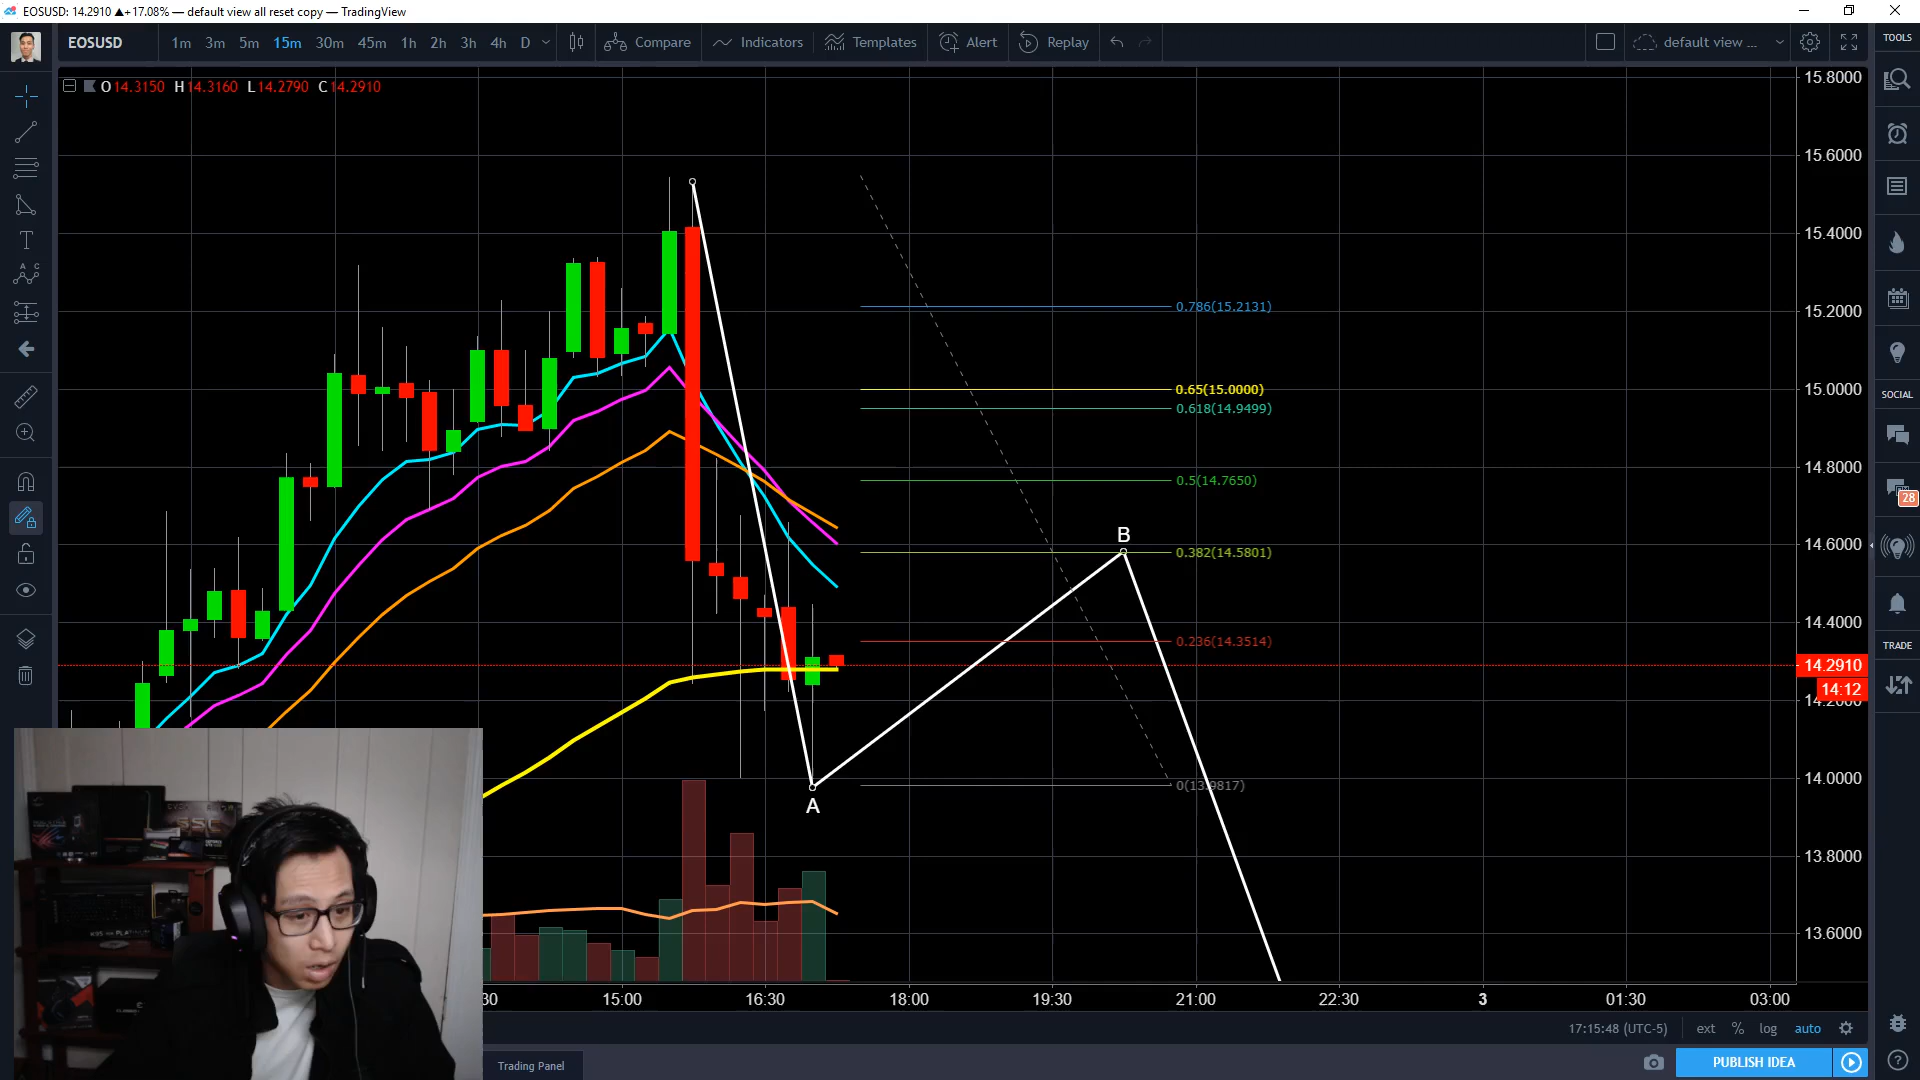 EOSUSD: 14.2910 ▲+17.08% — default view all reset copy — TradingView
EOSUSD 1m 3m 5m 15m 30m 45m 1h 2h 3h 4h D Compare Indicators Templates Alert Replay default view ...
TOOLS
O14.3150 H14.3160 L14.2790 C14.2910
15.8000
15.6000
15.4000
15.2000
15.0000
14.8000
14.6000
14.4000
14.2910
14:12
14.2000
14.0000
13.8000
13.6000
0.786(15.2131)
0.65(15.0000)
0.618(14.9499)
0.5(14.7650)
B
0.382(14.5801)
0.236(14.3514)
0(13.9817)
A
SOCIAL
28
TRADE
:30 15:00 16:30 18:00 19:30 21:00 22:30 3 01:30 03:00
17:15:48 (UTC-5) ext % log auto
Trading Panel
PUBLISH IDEA